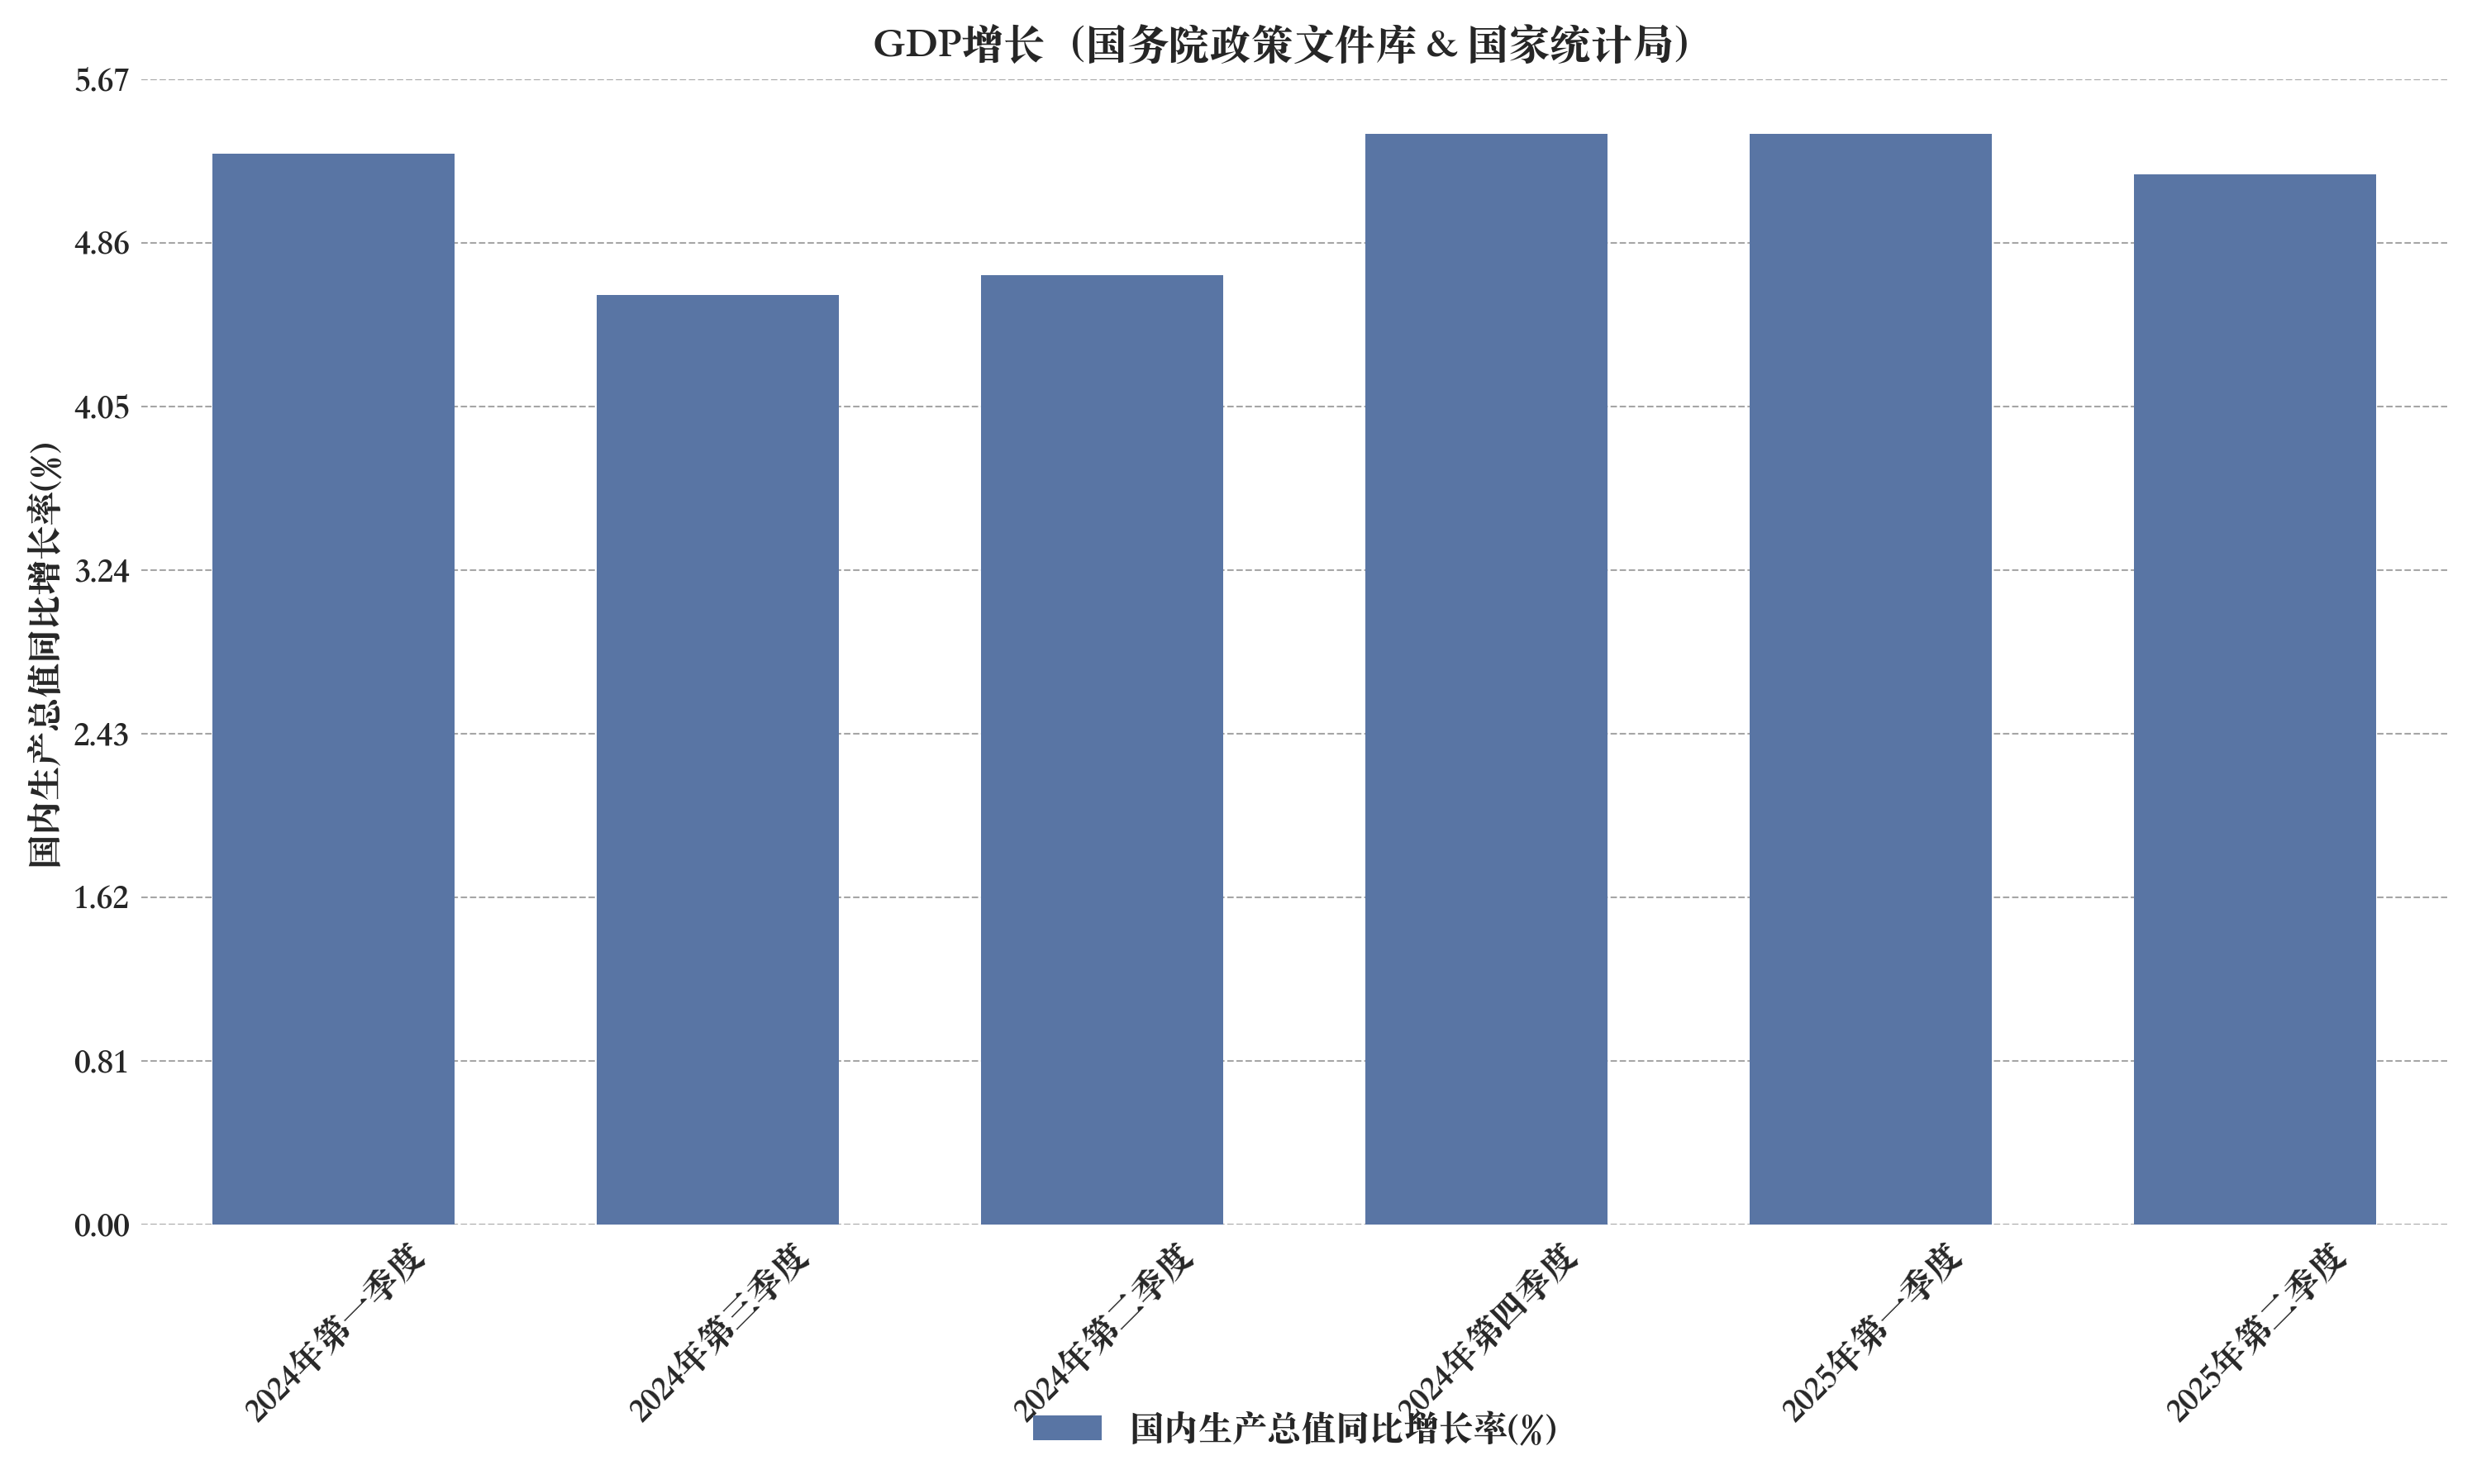 GDP增长（国务院政策文件库 & 国家统计局）
国内生产总值同比增长率(%)
5.67
4.86
4.05
3.24
2.43
1.62
0.81
0.00
2024年第一季度
2024年第三季度
2024年第二季度
2024年第四季度
2025年第一季度
2025年第二季度
国内生产总值同比增长率(%)